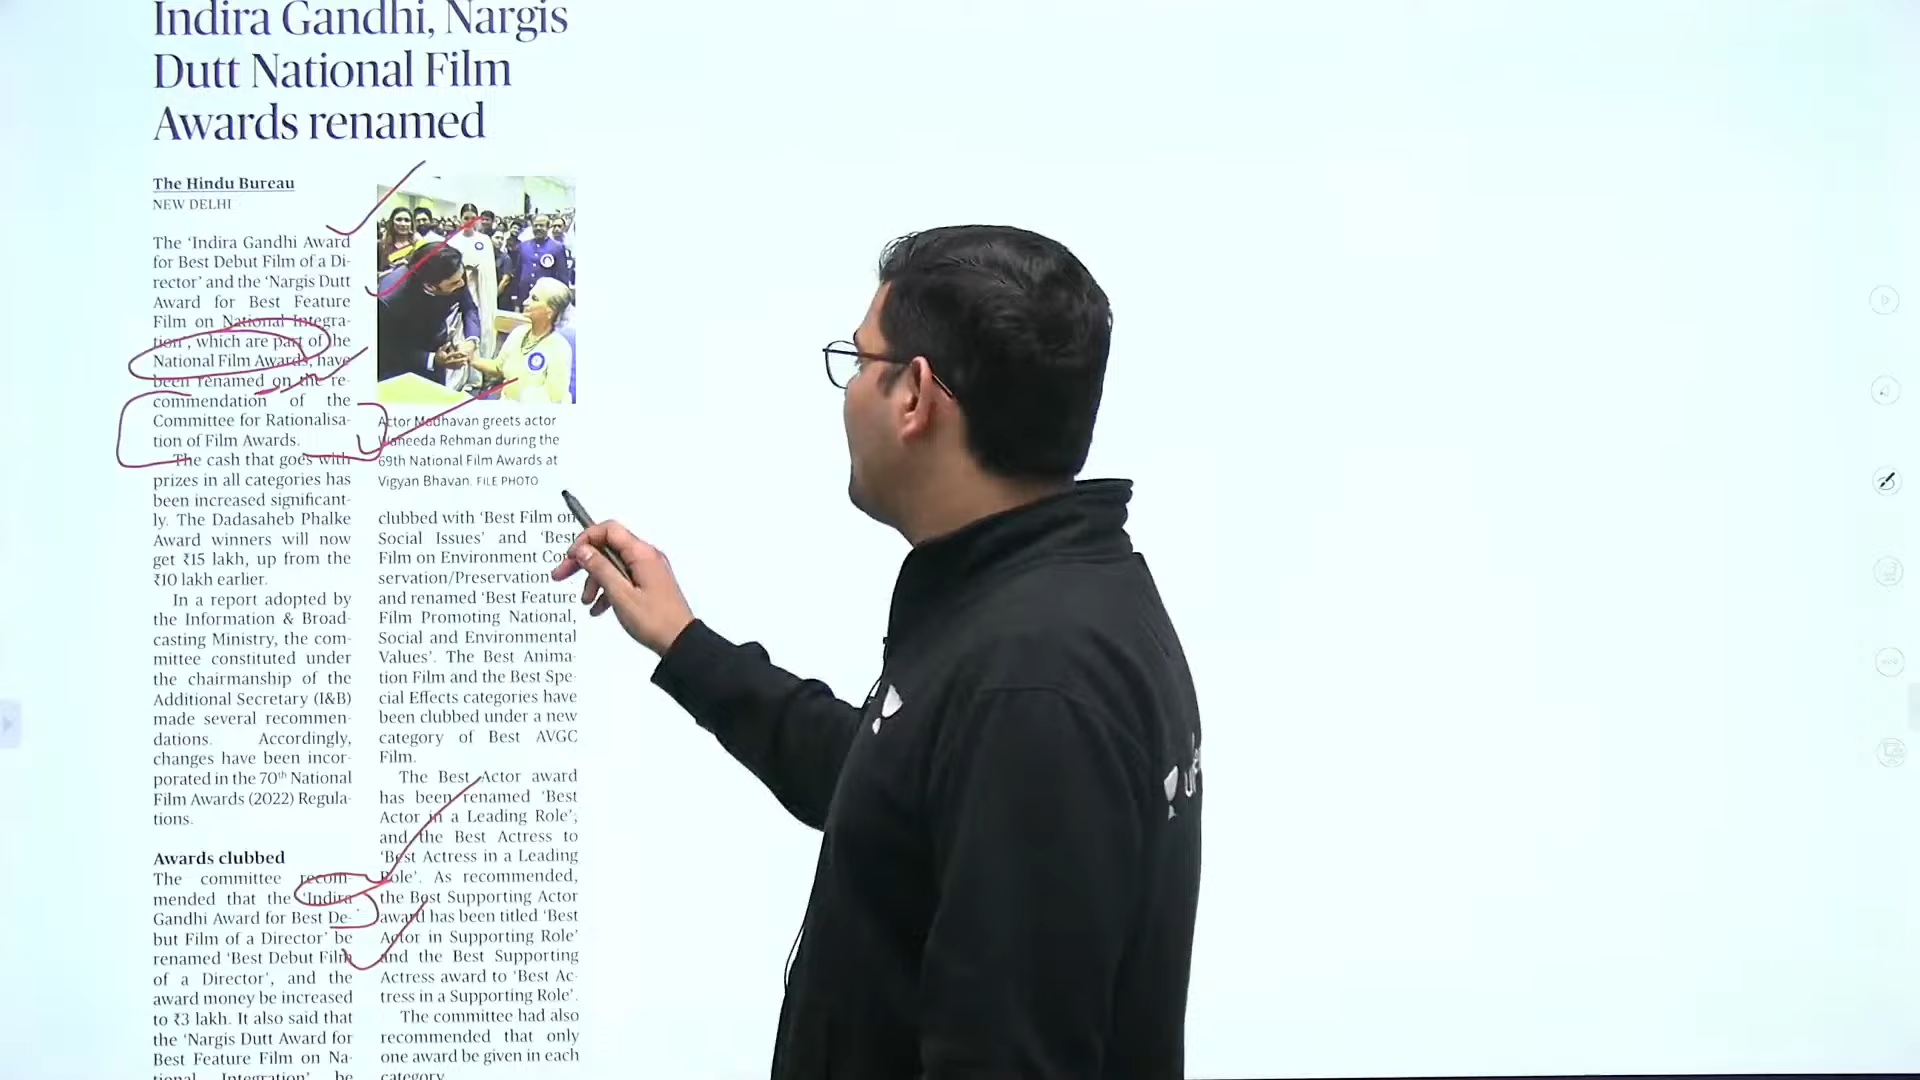 Indira Gandhi, Nargis
Dutt National Film
Awards renamed
The Hindu Bureau
NEW DELHI
The ‘Indira Gandhi Award
for Best Debut Film of a Di-
rector’ and the ‘Nargis Dutt
Award for Best Feature
Film on National Integra-
tion’, which are part of the
National Film Awards, have
been renamed on the re-
commendation of the
Committee for Rationalisa-
tion of Film Awards.
The cash that goes with
prizes in all categories has
been increased significant-
ly. The Dadasaheb Phalke
Award winners will now
get ₹15 lakh, up from the
₹10 lakh earlier.
In a report adopted by
the Information & Broad-
casting Ministry, the com-
mittee constituted under
the chairmanship of the
Additional Secretary (I&B)
made several recommen-
dations. Accordingly,
changes have been incor-
porated in the 70th National
Film Awards (2022) Regula-
tions.
Awards clubbed
The committee recom-
mended that the ‘Indira
Gandhi Award for Best De-
but Film of a Director’ be
renamed ‘Best Debut Film
of a Director’, and the
award money be increased
to ₹3 lakh. It also said that
the ‘Nargis Dutt Award for
Best Feature Film on Na-
tional Integration’ be
Actor Madhavan greets actor
Waheeda Rehman during the
69th National Film Awards at
Vigyan Bhavan. FILE PHOTO
clubbed with ‘Best Film on
Social Issues’ and ‘Best
Film on Environment Con
servation/Preservation
and renamed ‘Best Feature
Film Promoting National,
Social and Environmental
Values’. The Best Anima-
tion Film and the Best Spe-
cial Effects categories have
been clubbed under a new
category of Best AVGC
Film.
The Best Actor award
has been renamed ‘Best
Actor in a Leading Role’;
and the Best Actress to
‘Best Actress in a Leading
Role’. As recommended,
the Best Supporting Actor
award has been titled ‘Best
Actor in Supporting Role’
and the Best Supporting
Actress award to ‘Best Ac-
tress in a Supporting Role’.
The committee had also
recommended that only
one award be given in each
category.